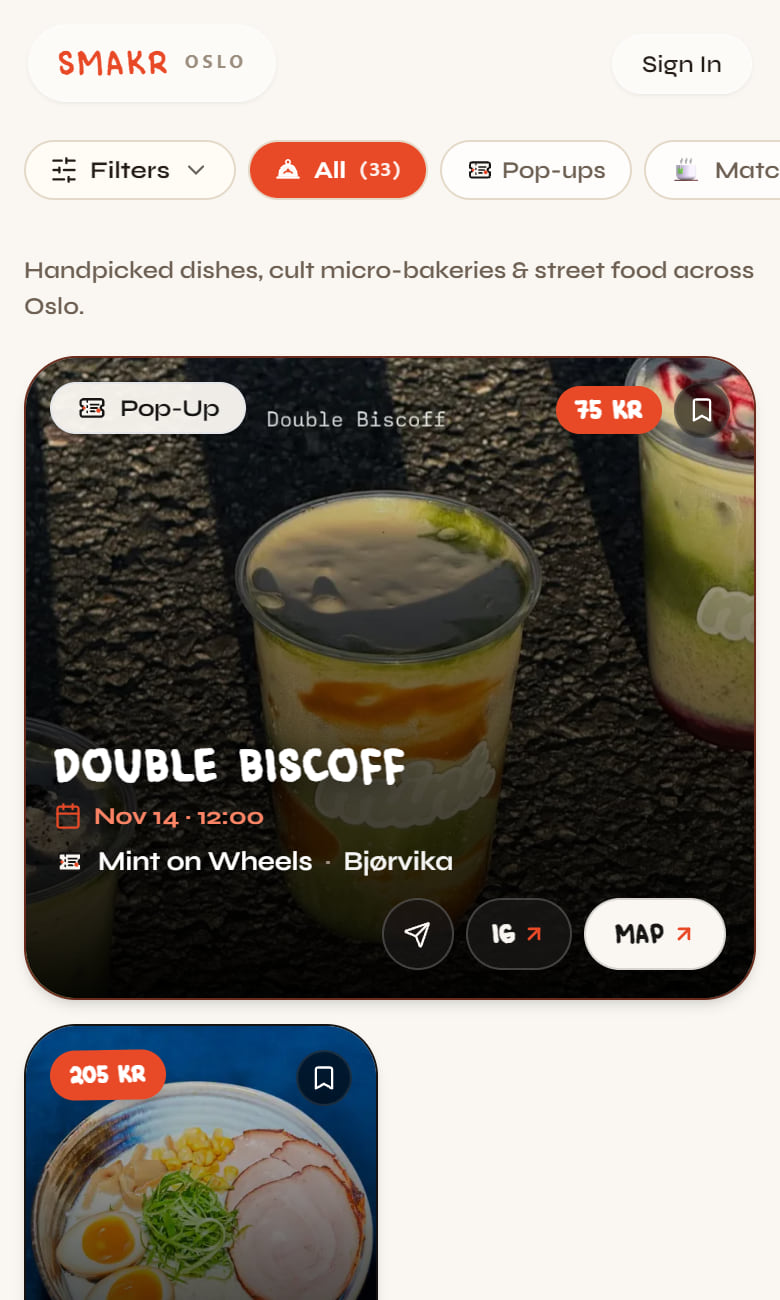 SMAKR OSLO
Sign In
Filters
All (33)
Pop-ups
Matc
Handpicked dishes, cult micro-bakeries & street food across
Oslo.
Pop-Up
Double Biscoff
75 KR
DOUBLE BISCOFF
Nov 14 · 12:00
Mint on Wheels · Bjørvika
IG
MAP
205 KR